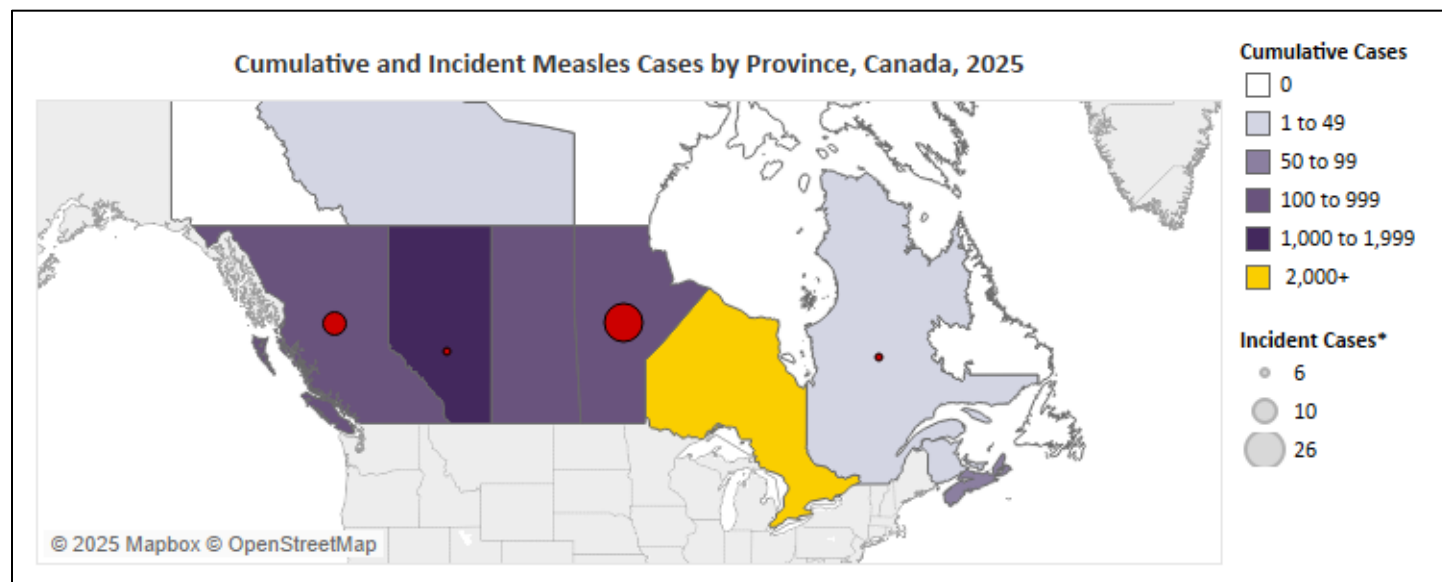 Cumulative and Incident Measles Cases by Province, Canada, 2025
© 2025 Mapbox © OpenStreetMap
Cumulative Cases
0
1 to 49
50 to 99
100 to 999
1,000 to 1,999
2,000+
Incident Cases*
6
10
26